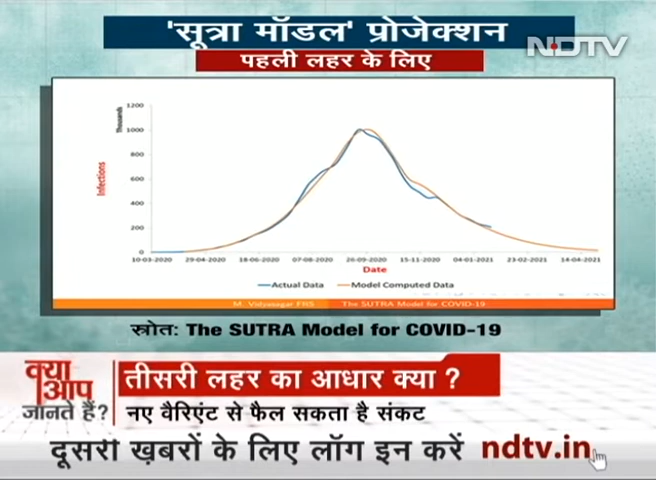 'सूत्रा मॉडल' प्रोजेक्शन
NDTV
पहली लहर के लिए
Thousands
1200
1000
800
600
400
200
0
Infections
10-03-2020 29-04-2020 18-06-2020 07-08-2020 26-09-2020 15-11-2020 04-01-2021 23-02-2021 14-04-2021
Date
Actual Data Model Computed Data
M. Vidyasagar FRS The SUTRA Model for COVID-19
स्रोत: The SUTRA Model for COVID-19
क्या आप जानते हैं?
तीसरी लहर का आधार क्या ?
नए वैरिएंट से फैल सकता है संकट
दूसरी ख़बरों के लिए लॉग इन करें ndtv.in